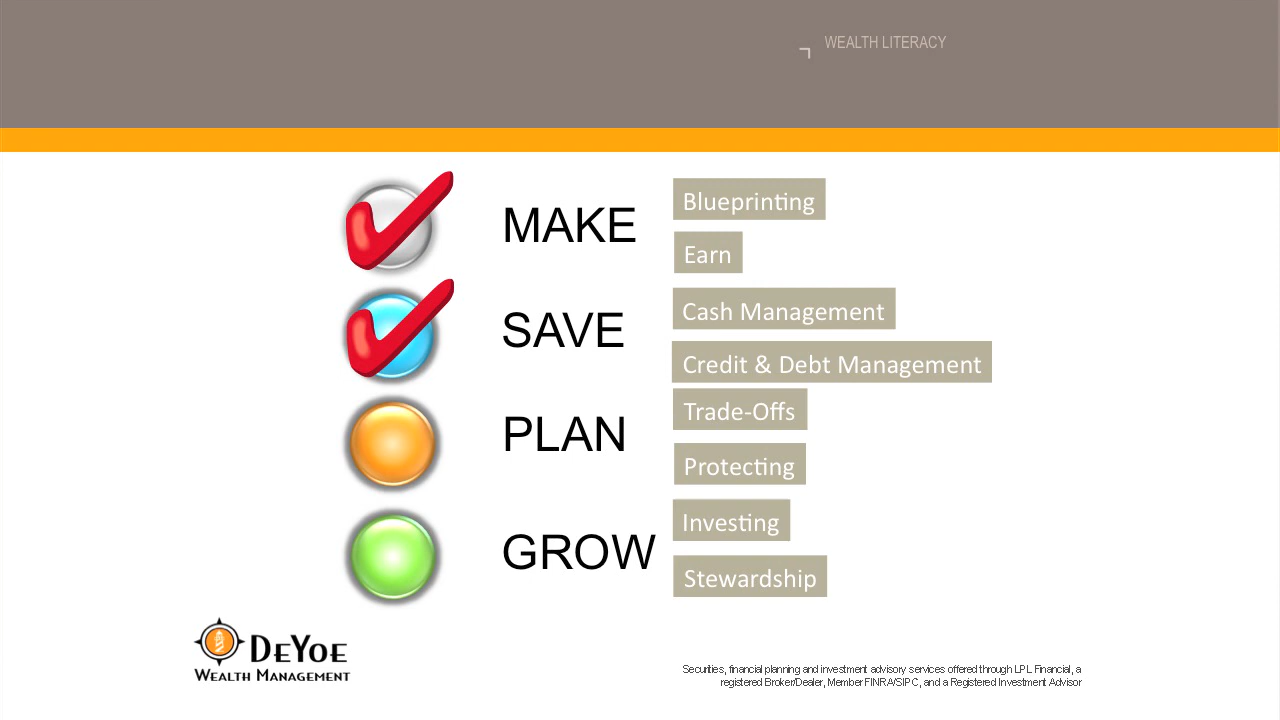 WEALTH LITERACY
MAKE
Blueprinting
Earn
SAVE
Cash Management
Credit & Debt Management
PLAN
Trade-Offs
Protecting
GROW
Investing
Stewardship
DEYOE
WEALTH MANAGEMENT
Securities, financial planning and investment advisory services offered through LPL Financial, a
registered Broker/Dealer, Member FINRA/SIPC, and a Registered Investment Advisor